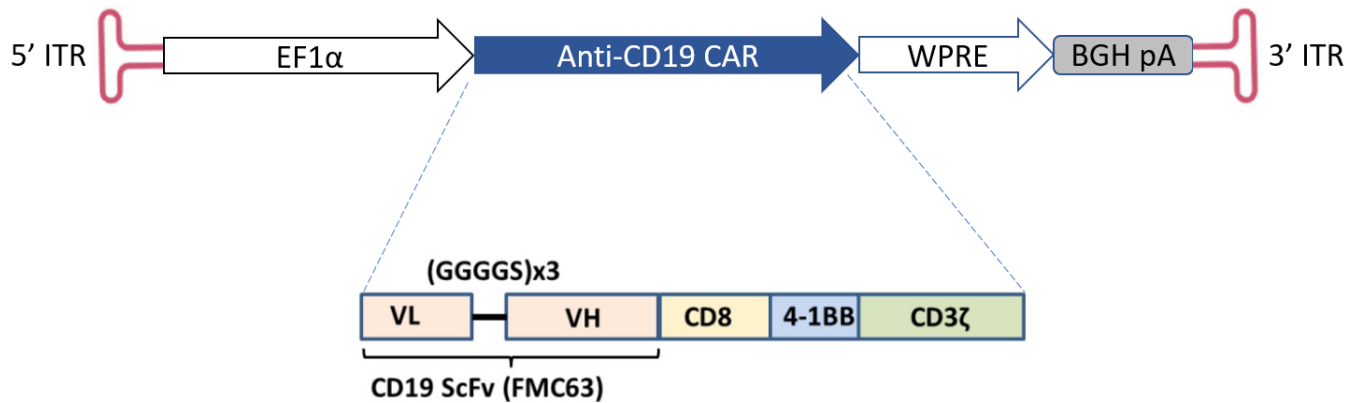 5’ ITR
EF1α
Anti-CD19 CAR
WPRE
BGH pA
3’ ITR
(GGGGS)x3
VL
VH
CD8
4-1BB
CD3ζ
CD19 ScFv (FMC63)